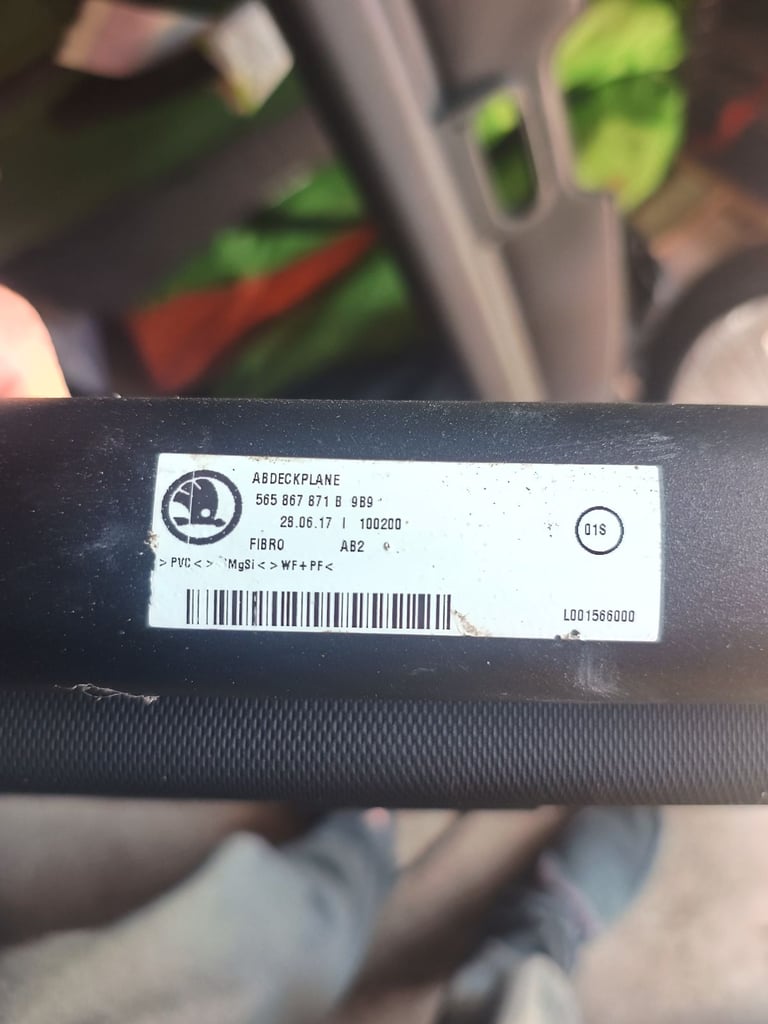 ABDECKPLANE
565 867 871 B 9B9
28.06.17 I 100200
01S
FIBRO AB2
> PVC < > MgSi < > WF + PF <
L001566000